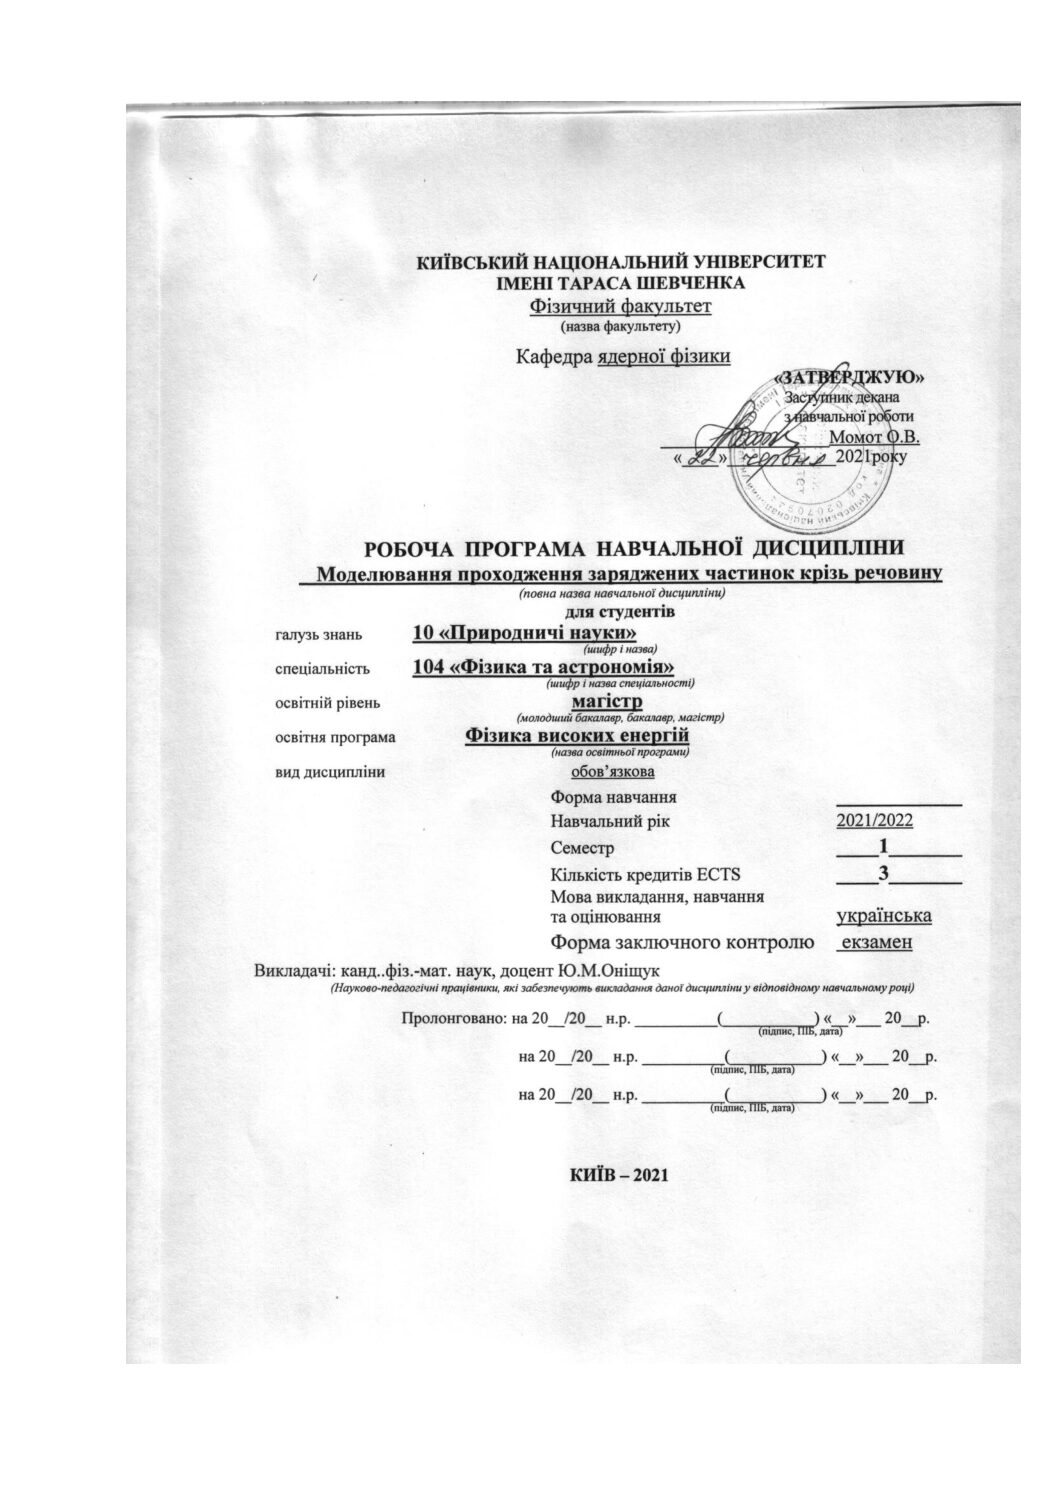 КИЇВСЬКИЙ НАЦІОНАЛЬНИЙ УНІВЕРСИТЕТ
ІМЕНІ ТАРАСА ШЕВЧЕНКА
Фізичний факультет
(назва факультету)
Кафедра ядерної фізики
«ЗАТВЕРДЖУЮ»
Заступник декана
з навчальної роботи
Момот О.В.
«22» червня 2021року
РОБОЧА ПРОГРАМА НАВЧАЛЬНОЇ ДИСЦИПЛІНИ
Моделювання проходження заряджених частинок крізь речовину
(повна назва навчальної дисципліни)
для студентів
галузь знань 10 «Природничі науки»
(шифр і назва)
спеціальність 104 «Фізика та астрономія»
(шифр і назва спеціальності)
освітній рівень магістр
(молодший бакалавр, бакалавр, магістр)
освітня програма Фізика високих енергій
(назва освітньої програми)
вид дисципліни обов’язкова
Форма навчання ______________
Навчальний рік 2021/2022
Семестр _____1________
Кількість кредитів ECTS _____3________
Мова викладання, навчання
та оцінювання українська
Форма заключного контролю екзамен
Викладачі: канд..фіз.-мат. наук, доцент Ю.М.Оніщук
(Науково-педагогічні працівники, які забезпечують викладання даної дисципліни у відповідному навчальному році)
Пролонговано: на 20__/20__ н.р. __________(___________) «__»___ 20__р.
(підпис, ПІБ, дата)
на 20__/20__ н.р. __________(___________) «__»___ 20__р.
(підпис, ПІБ, дата)
на 20__/20__ н.р. __________(___________) «__»___ 20__р.
(підпис, ПІБ, дата)
КИЇВ – 2021